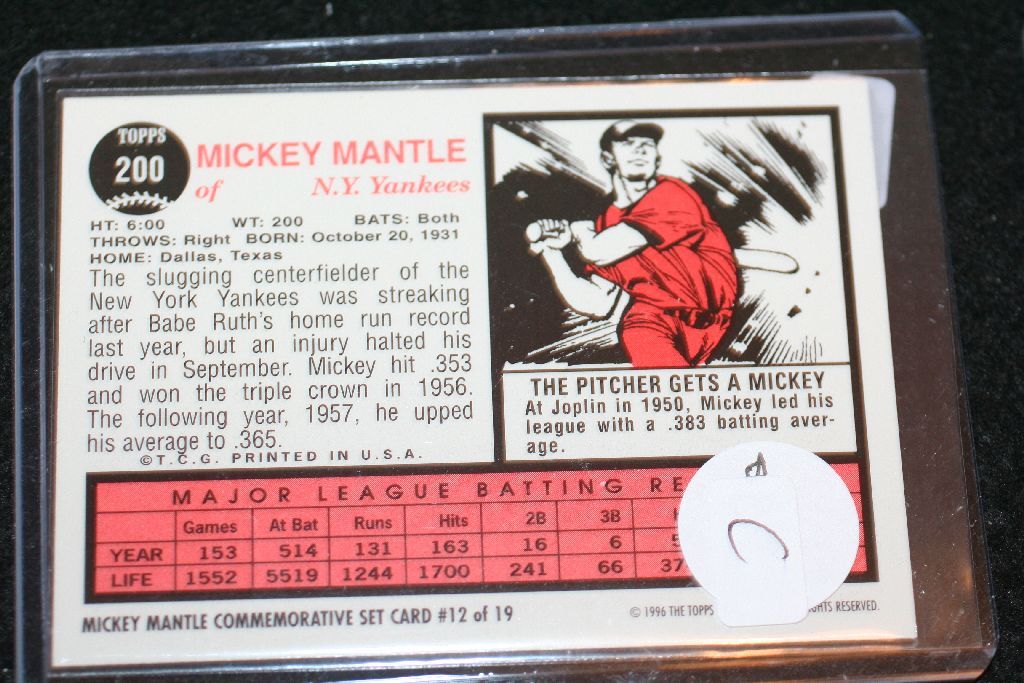 TOPPS
200
MICKEY MANTLE
of N.Y. Yankees
HT: 6:00 WT: 200 BATS: Both
THROWS: Right BORN: October 20, 1931
HOME: Dallas, Texas
The slugging centerfielder of the
New York Yankees was streaking
after Babe Ruth's home run record
last year, but an injury halted his
drive in September. Mickey hit .353
and won the triple crown in 1956.
The following year, 1957, he upped
his average to .365.
©T.C.G. PRINTED IN U.S.A.
THE PITCHER GETS A MICKEY
At Joplin in 1950, Mickey led his
league with a .383 batting aver-
age.
MAJOR LEAGUE BATTING RE
Games At Bat Runs Hits 2B 3B
YEAR 153 514 131 163 16 6
LIFE 1552 5519 1244 1700 241 66 37
MICKEY MANTLE COMMEMORATIVE SET CARD #12 of 19
© 1996 THE TOPPS HTS RESERVED.